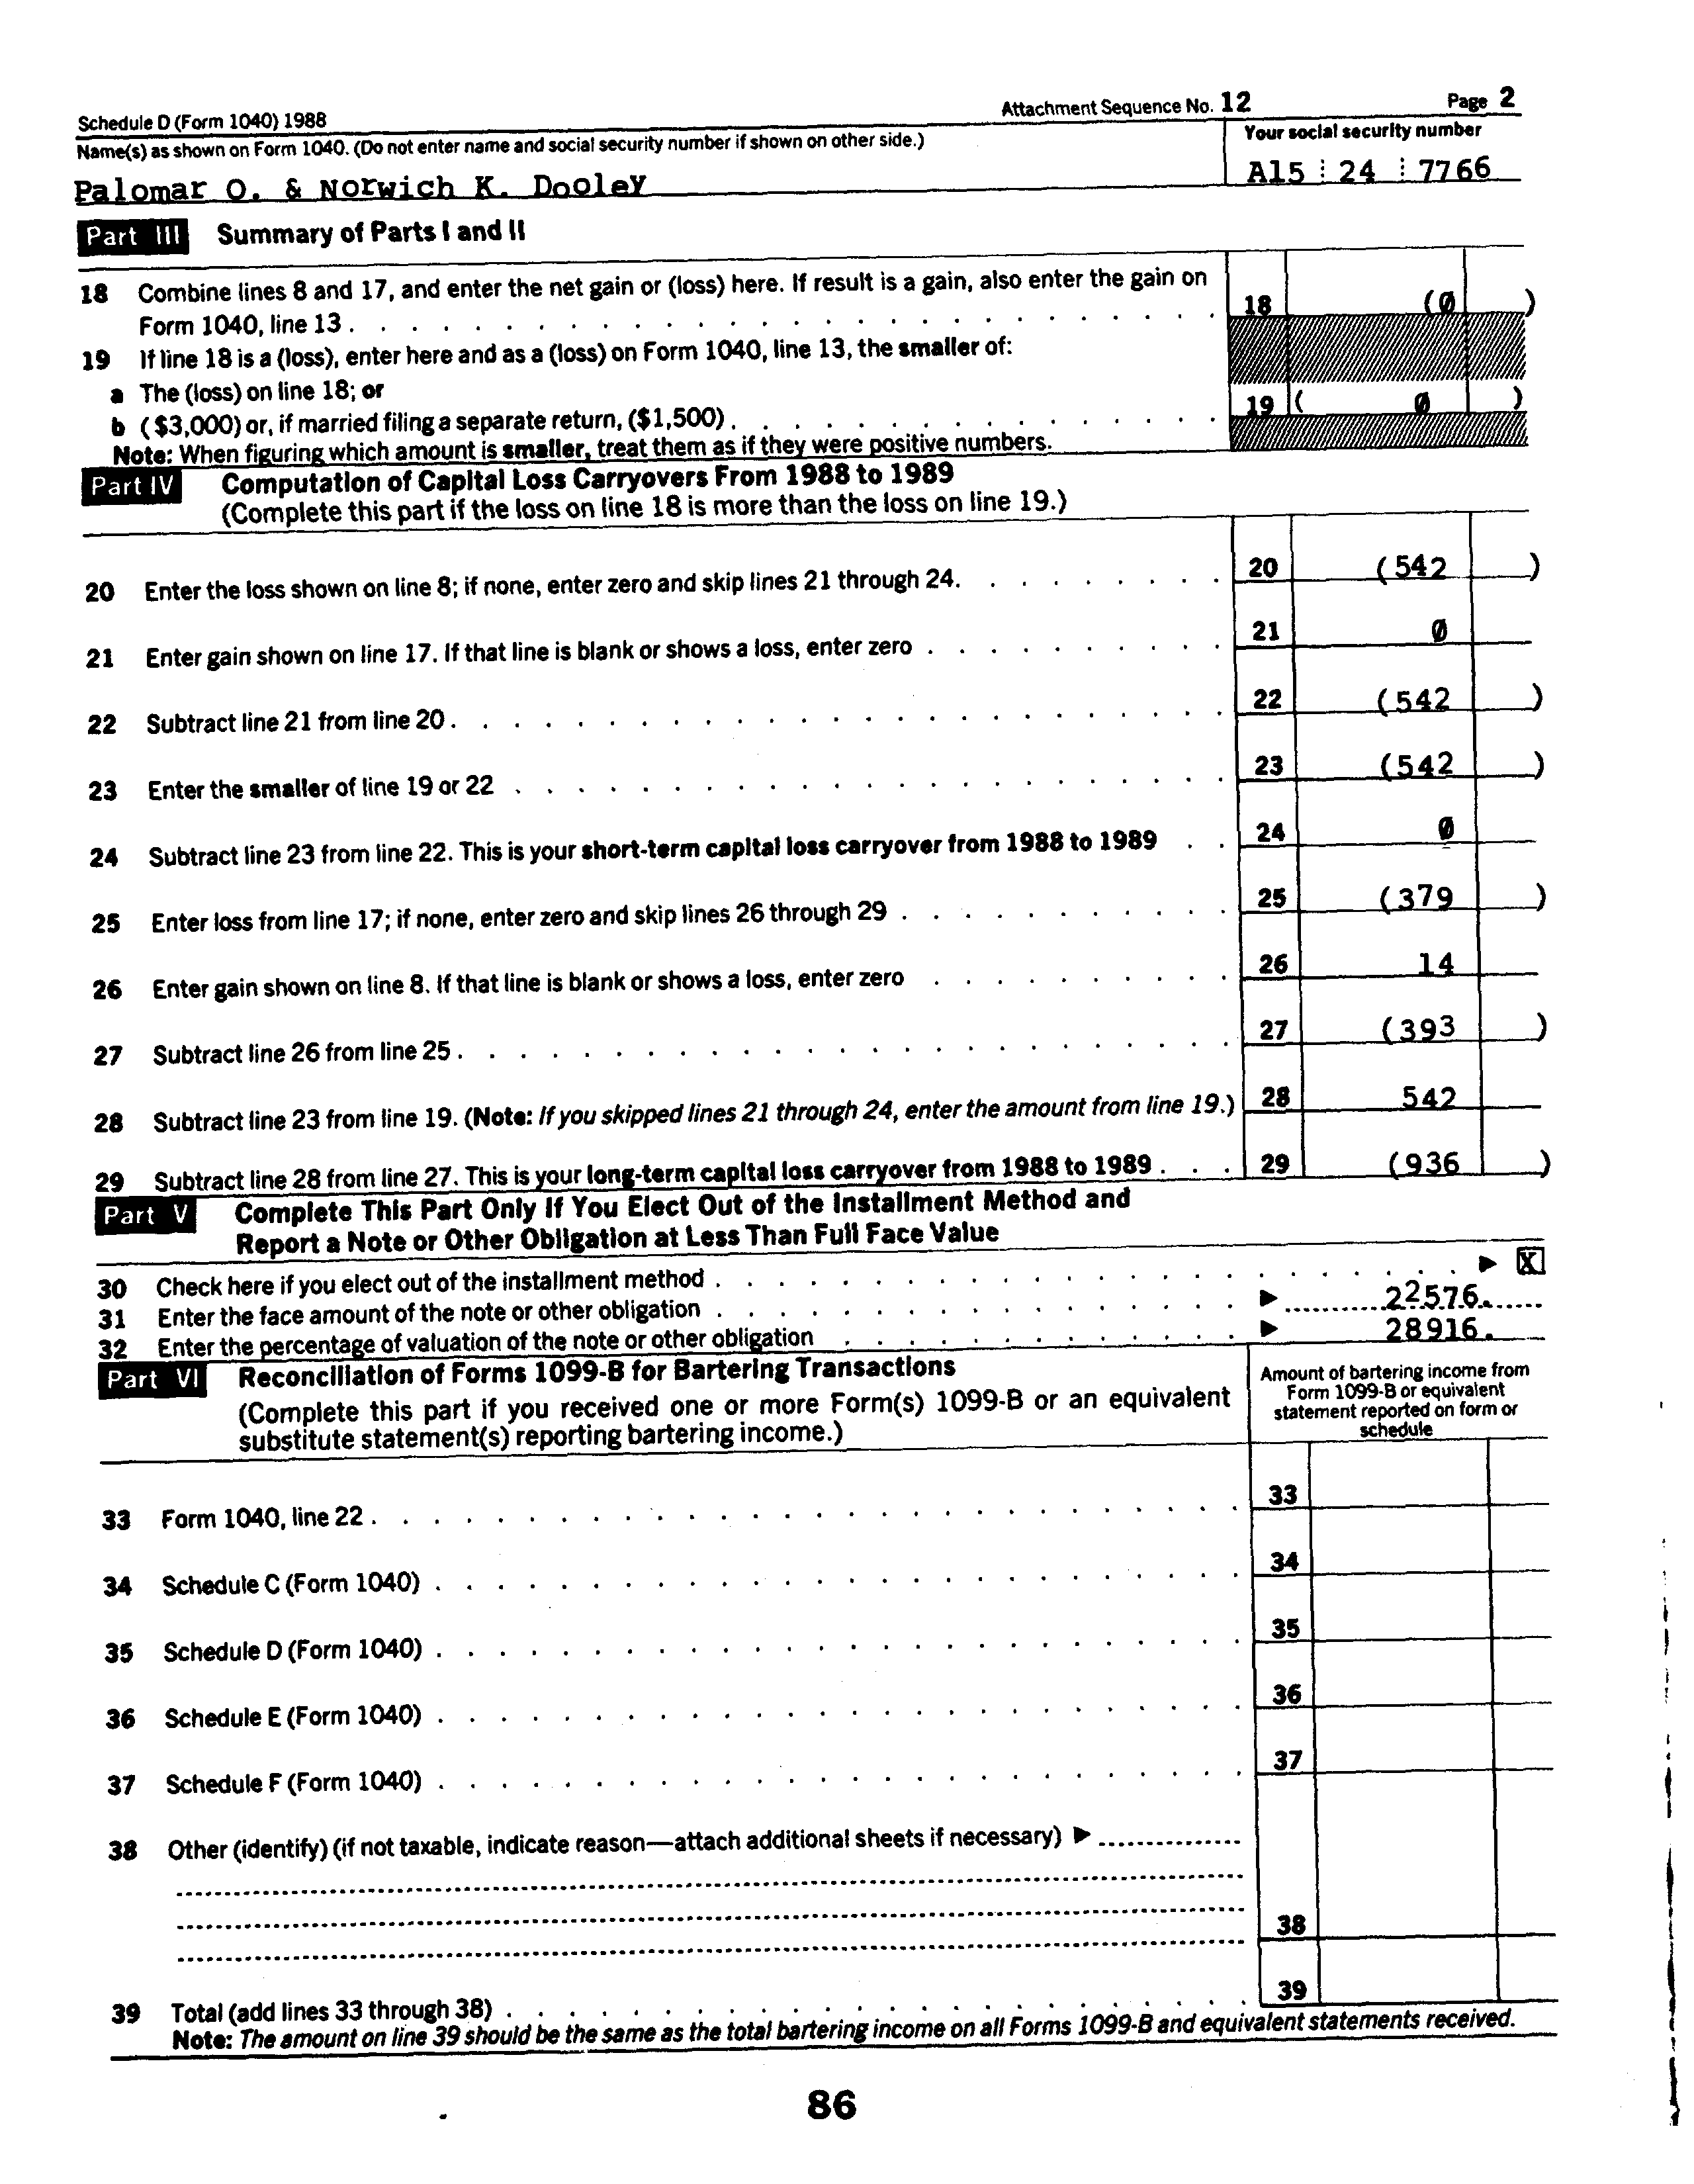 Schedule D (Form 1040) 1988 Attachment Sequence No. 12 Page 2
Name(s) as shown on Form 1040. (Do not enter name and social security number if shown on other side.) Your social security number
Palomar O. & Norwich K. Dooley A15 24 7766
Part III Summary of Parts I and II
18 Combine lines 8 and 17, and enter the net gain or (loss) here. If result is a gain, also enter the gain on
Form 1040, line 13 . . . . . . . . . . . . . . . . . . . . . . . . . . . . 18 (Ø )
19 If line 18 is a (loss), enter here and as a (loss) on Form 1040, line 13, the smaller of:
a The (loss) on line 18; or
b ($3,000) or, if married filing a separate return, ($1,500) . . . . . . . . . . . . . . . . 19 ( Ø )
Note: When figuring which amount is smaller, treat them as if they were positive numbers.
Part IV Computation of Capital Loss Carryovers From 1988 to 1989
(Complete this part if the loss on line 18 is more than the loss on line 19.)
20 Enter the loss shown on line 8; if none, enter zero and skip lines 21 through 24. . . . . . . . . . 20 (542 )
21 Enter gain shown on line 17. If that line is blank or shows a loss, enter zero . . . . . . . . . . 21 Ø
22 Subtract line 21 from line 20 . . . . . . . . . . . . . . . . . . . . . . . . . 22 (542 )
23 Enter the smaller of line 19 or 22 . . . . . . . . . . . . . . . . . . . . . . . 23 (542 )
24 Subtract line 23 from line 22. This is your short-term capital loss carryover from 1988 to 1989 . . 24 Ø
25 Enter loss from line 17; if none, enter zero and skip lines 26 through 29 . . . . . . . . . . . 25 (379 )
26 Enter gain shown on line 8. If that line is blank or shows a loss, enter zero . . . . . . . . . . 26 14
27 Subtract line 26 from line 25 . . . . . . . . . . . . . . . . . . . . . . . . . 27 (393 )
28 Subtract line 23 from line 19. (Note: If you skipped lines 21 through 24, enter the amount from line 19.) 28 542
29 Subtract line 28 from line 27. This is your long-term capital loss carryover from 1988 to 1989 . . . 29 (936 )
Part V Complete This Part Only If You Elect Out of the Installment Method and
Report a Note or Other Obligation at Less Than Full Face Value
30 Check here if you elect out of the installment method . . . . . . . . . . . . . . . . . . . . . . . . ▶ X
31 Enter the face amount of the note or other obligation . . . . . . . . . . . . . . . . . ▶ 22576.
32 Enter the percentage of valuation of the note or other obligation . . . . . . . . . . . . . ▶ 28916.
Part VI Reconciliation of Forms 1099-B for Bartering Transactions
(Complete this part if you received one or more Form(s) 1099-B or an equivalent
substitute statement(s) reporting bartering income.)
Amount of bartering income from
Form 1099-B or equivalent
statement reported on form or
schedule
33 Form 1040, line 22 . . . . . . . . . . . . . . . . . . . . . . . . . . . . 33
34 Schedule C (Form 1040) . . . . . . . . . . . . . . . . . . . . . . . . . . 34
35 Schedule D (Form 1040) . . . . . . . . . . . . . . . . . . . . . . . . . . 35
36 Schedule E (Form 1040) . . . . . . . . . . . . . . . . . . . . . . . . . . 36
37 Schedule F (Form 1040) . . . . . . . . . . . . . . . . . . . . . . . . . . 37
38 Other (identify) (if not taxable, indicate reason—attach additional sheets if necessary) ▶ ...............
38
39 Total (add lines 33 through 38) . . . . . . . . . . . . . . . . . . . . . . . . 39
Note: The amount on line 39 should be the same as the total bartering income on all Forms 1099-B and equivalent statements received.
86